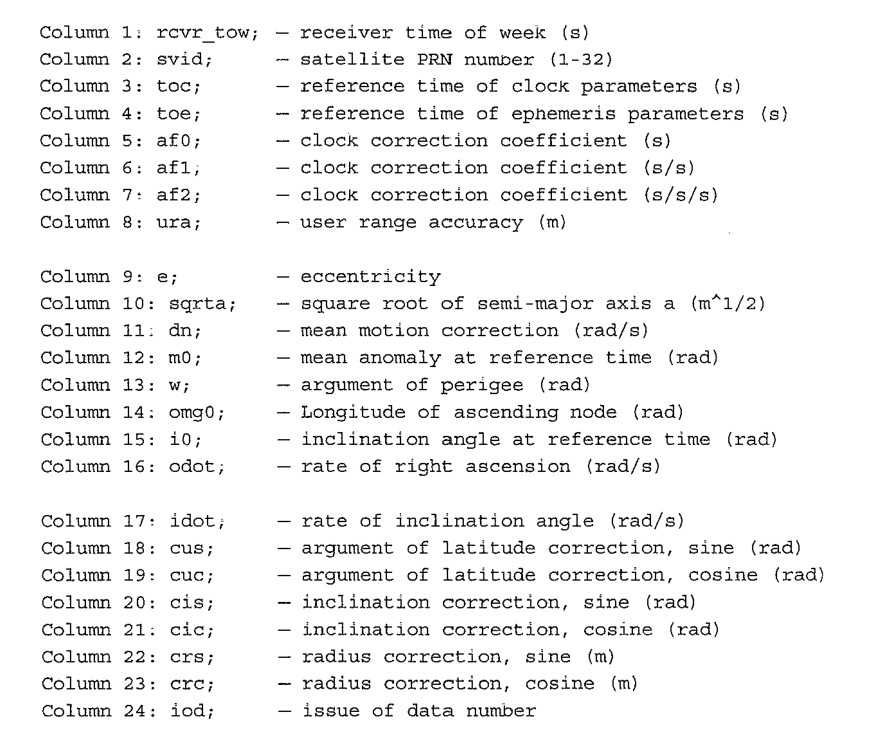 Column 1: rcvr_tow; — receiver time of week (s)
Column 2: svid; — satellite PRN number (1-32)
Column 3: toc; — reference time of clock parameters (s)
Column 4: toe; — reference time of ephemeris parameters (s)
Column 5: af0; — clock correction coefficient (s)
Column 6: af1; — clock correction coefficient (s/s)
Column 7: af2; — clock correction coefficient (s/s/s)
Column 8: ura; — user range accuracy (m)
Column 9: e; — eccentricity
Column 10: sqrta; — square root of semi-major axis a (m^1/2)
Column 11: dn; — mean motion correction (rad/s)
Column 12: m0; — mean anomaly at reference time (rad)
Column 13: w; — argument of perigee (rad)
Column 14: omg0; — Longitude of ascending node (rad)
Column 15: i0; — inclination angle at reference time (rad)
Column 16: odot; — rate of right ascension (rad/s)
Column 17: idot; — rate of inclination angle (rad/s)
Column 18: cus; — argument of latitude correction, sine (rad)
Column 19: cuc; — argument of latitude correction, cosine (rad)
Column 20: cis; — inclination correction, sine (rad)
Column 21: cic; — inclination correction, cosine (rad)
Column 22: crs; — radius correction, sine (m)
Column 23: crc; — radius correction, cosine (m)
Column 24: iod; — issue of data number